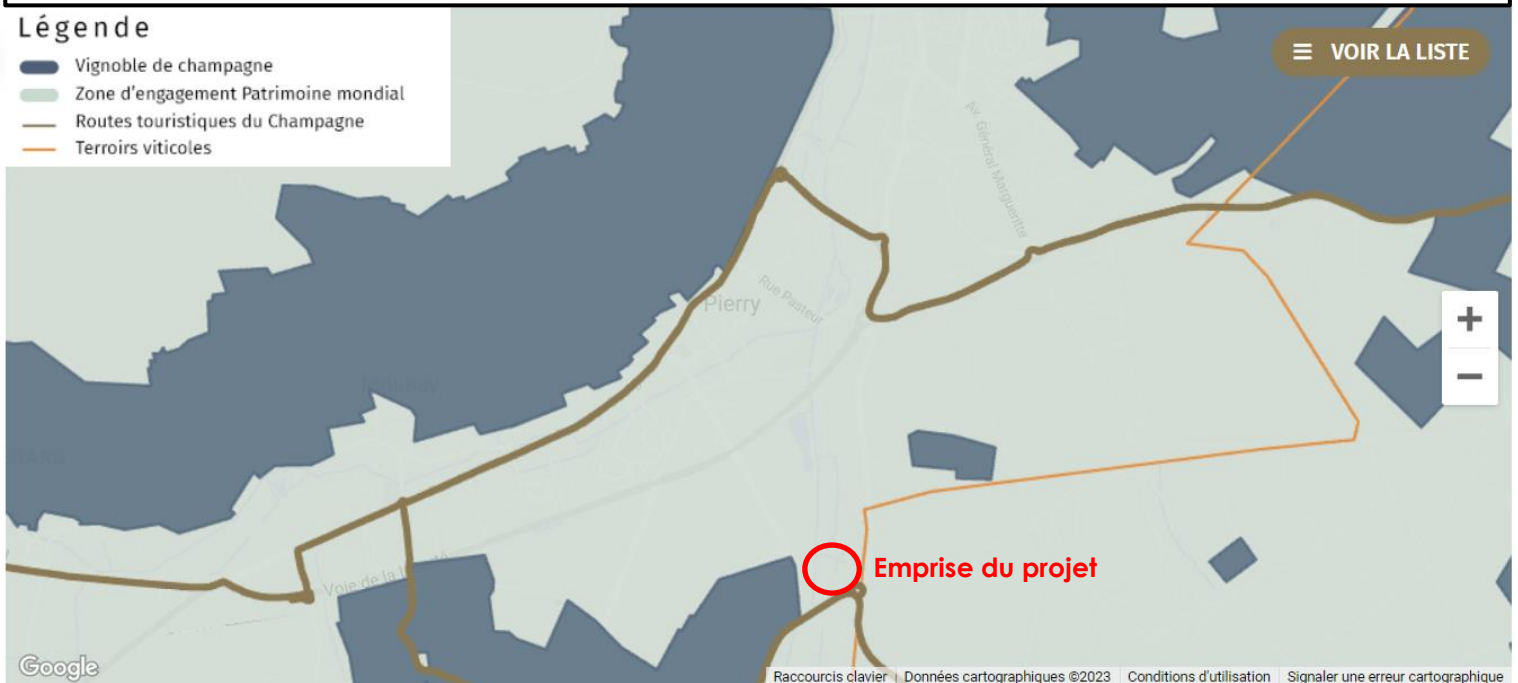 Légende
Vignoble de champagne
Zone d'engagement Patrimoine mondial
Routes touristiques du Champagne
Terroirs viticoles
☰ VOIR LA LISTE
Av. Général Margueritte
Rue Pasteur
Pierry
+
−
Voie de la Liberté
Emprise du projet
Google
Raccourcis clavier
Données cartographiques ©2023
Conditions d'utilisation
Signaler une erreur cartographique